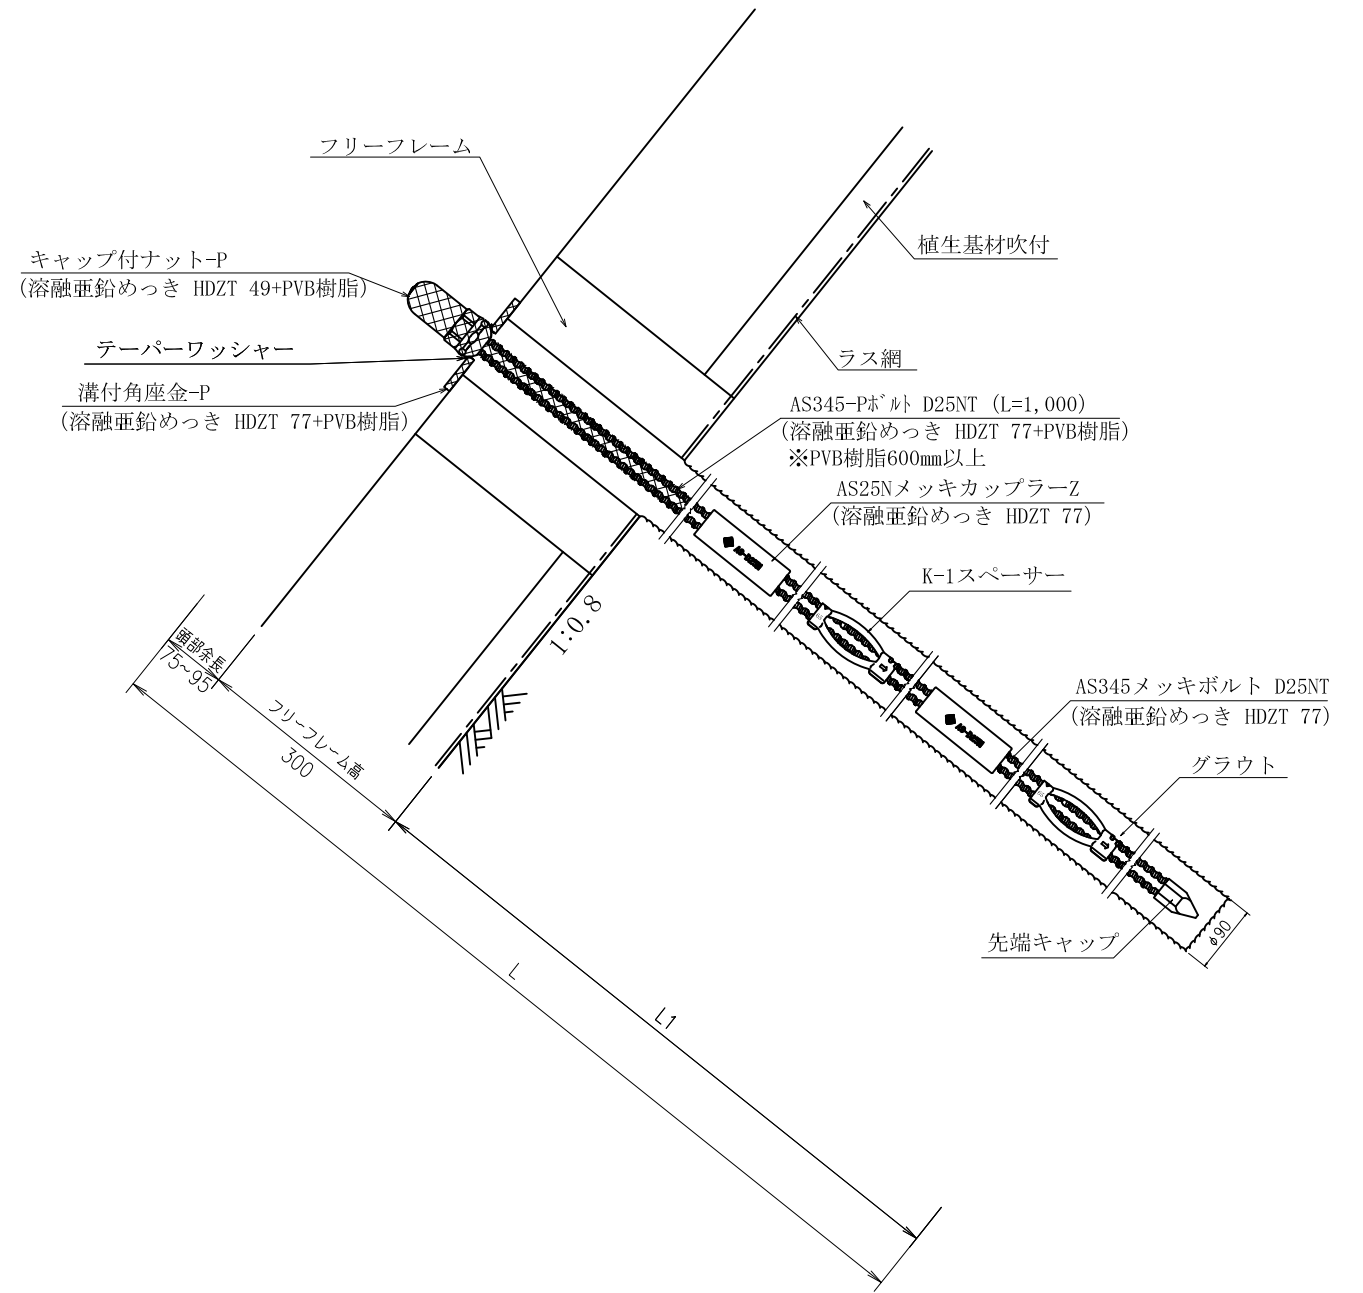 フリーフレーム
植生基材吹付
キャップ付ナット-P
(溶融亜鉛めっき HDZT 49+PVB樹脂)
テーパーワッシャー
ラス網
溝付角座金-P
(溶融亜鉛めっき HDZT 77+PVB樹脂)
AS345-Pﾎﾞﾙﾄ D25NT (L=1,000)
(溶融亜鉛めっき HDZT 77+PVB樹脂)
※PVB樹脂600mm以上
AS25NメッキカップラーZ
(溶融亜鉛めっき HDZT 77)
K-1スペーサー
1:0.8
頭部余長
75~95
フリーフレーム高
300
AS345メッキボルト D25NT
(溶融亜鉛めっき HDZT 77)
グラウト
先端キャップ
φ90
L
L1